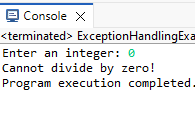 Console
<terminated> ExceptionHandlingExa
Enter an integer: 0
Cannot divide by zero!
Program execution completed.